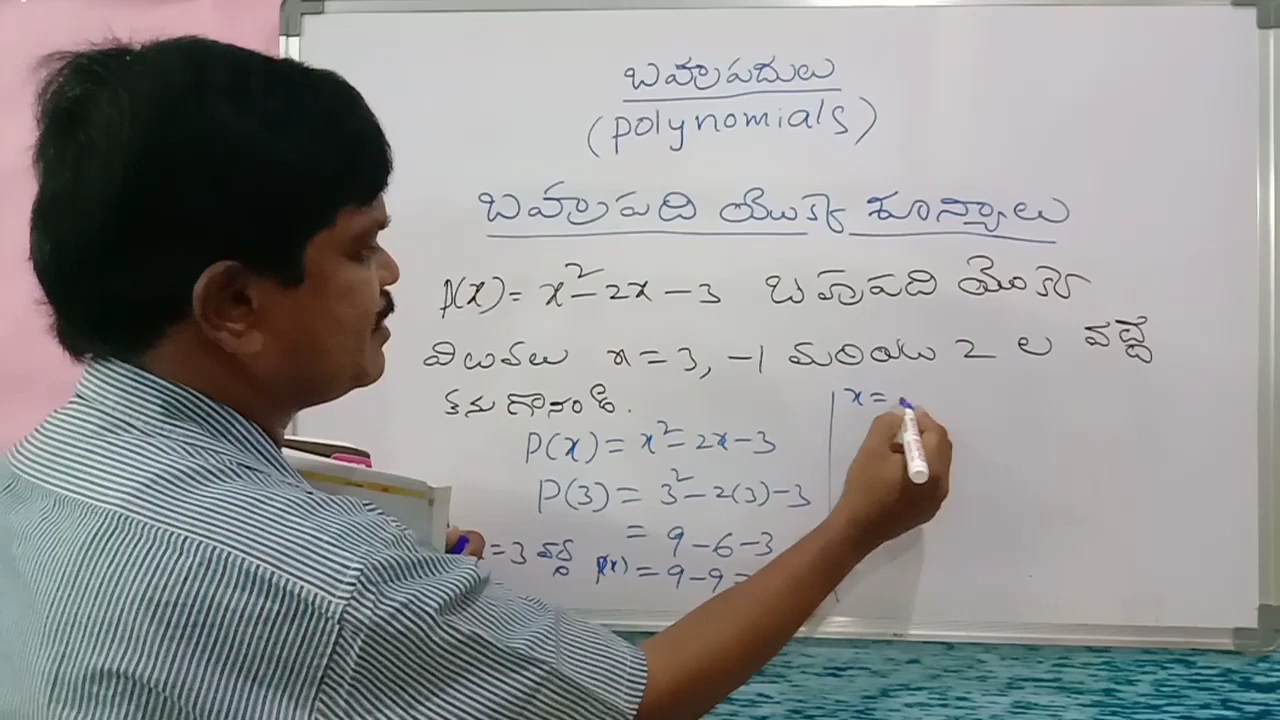 బహుపదులు
(polynomials)
బహుపది యొక్క శూన్యాలు
p(x) = x² - 2x - 3 బహుపది యొక్క
విలువలు x = 3, -1 మరియు 2 ల వద్ద
కనుగొనండి.
P(x) = x² - 2x - 3
P(3) = 3² - 2(3) - 3
= 9 - 6 - 3
= 3 వద్ద p(x) = 9 - 9 =
x =